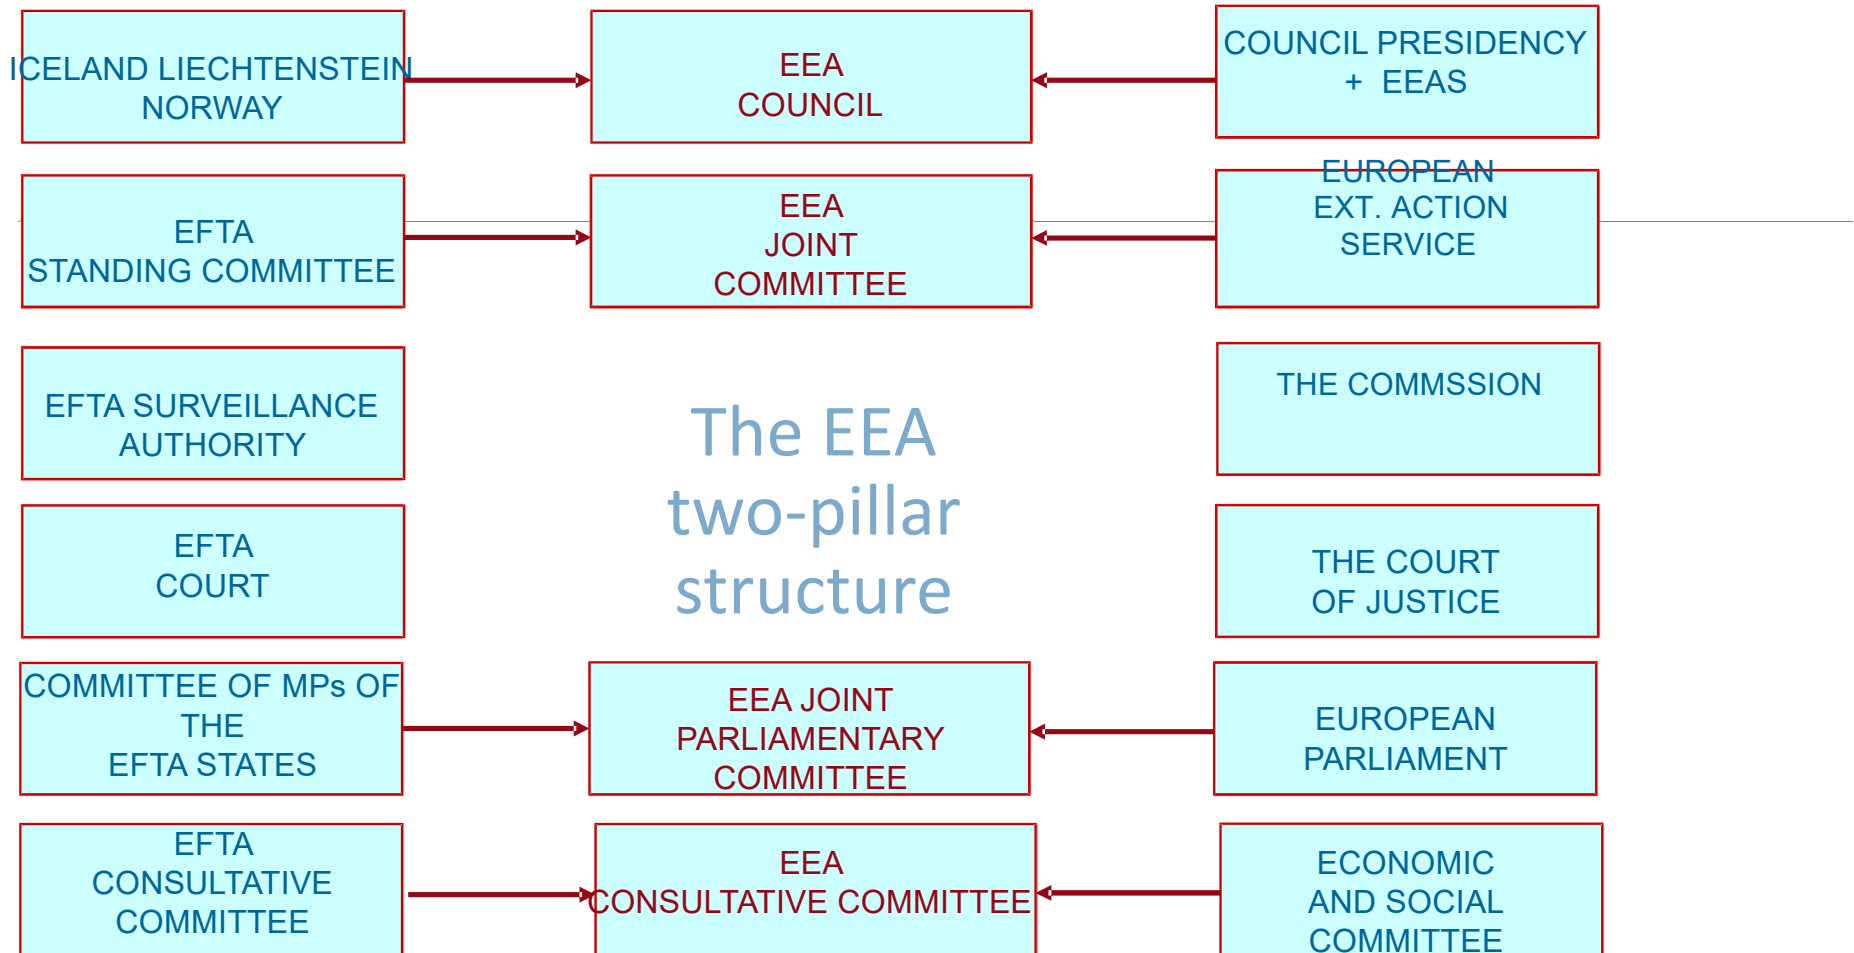 ICELAND LIECHTENSTEIN
NORWAY
EEA
COUNCIL
COUNCIL PRESIDENCY
+ EEAS
EFTA
STANDING COMMITTEE
EEA
JOINT
COMMITTEE
EUROPEAN
EXT. ACTION
SERVICE
EFTA SURVEILLANCE
AUTHORITY
The EEA
two-pillar
structure
THE COMMSSION
EFTA
COURT
THE COURT
OF JUSTICE
COMMITTEE OF MPs OF
THE
EFTA STATES
EEA JOINT
PARLIAMENTARY
COMMITTEE
EUROPEAN
PARLIAMENT
EFTA
CONSULTATIVE
COMMITTEE
EEA
CONSULTATIVE COMMITTEE
ECONOMIC
AND SOCIAL
COMMITTEE